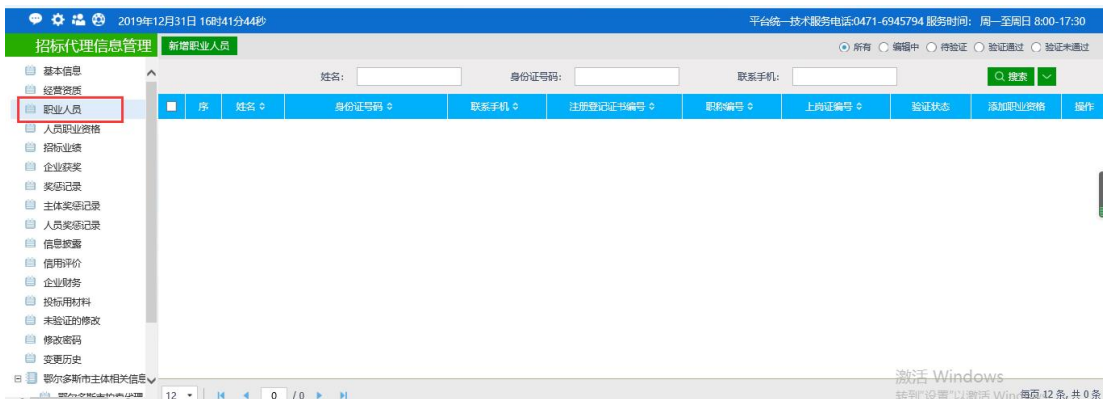 2019年12月31日 16时41分44秒 平台统一技术服务电话:0471-6945794 服务时间: 周一至周日 8:00-17:30
招标代理信息管理 新增职业人员 所有 编辑中 待验证 验证通过 验证未通过
基本信息
经营资质
姓名: 身份证号码: 联系手机: 搜索
职业人员
序 姓名 身份证号码 联系手机 注册登记证书编号 职称编号 上岗证编号 验证状态 添加职业资格 操作
人员职业资格
招标业绩
企业获奖
奖惩记录
主体奖惩记录
人员奖惩记录
信息披露
信用评价
企业财务
投标用材料
未验证的修改
修改密码
变更历史
鄂尔多斯市主体相关信息
激活 Windows
12 0 / 0 转到"设置"以激活 Win 每页 12 条, 共 0 条